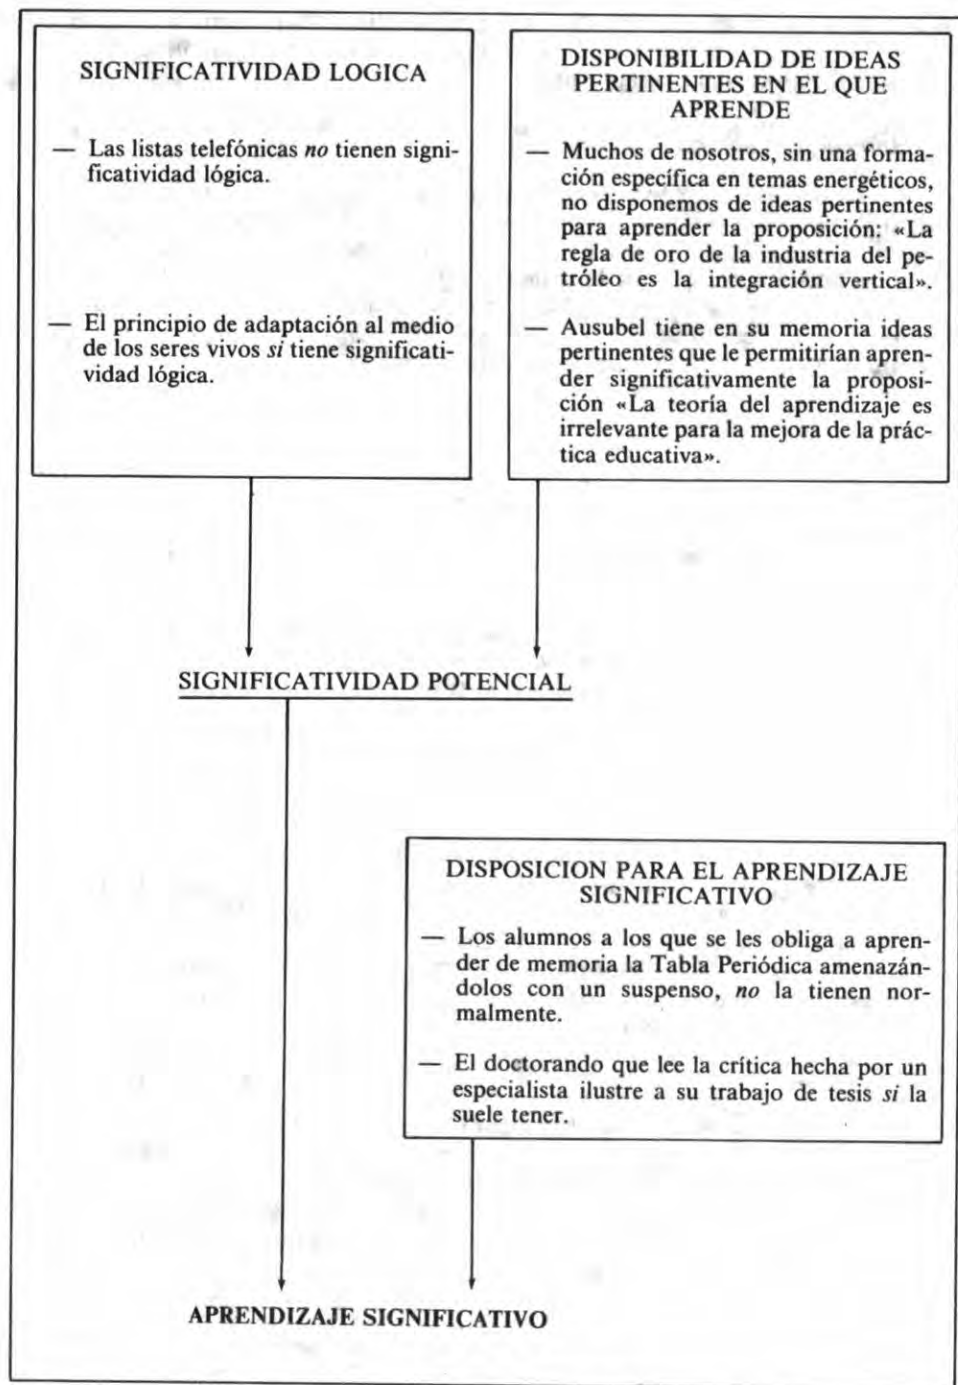 SIGNIFICATIVIDAD LOGICA
— Las listas telefónicas no tienen signi-
ficatividad lógica.
— El principio de adaptación al medio
de los seres vivos si tiene significati-
vidad lógica.
DISPONIBILIDAD DE IDEAS
PERTINENTES EN EL QUE
APRENDE
— Muchos de nosotros, sin una forma-
ción específica en temas energéticos,
no disponemos de ideas pertinentes
para aprender la proposición: «La
regla de oro de la industria del pe-
tróleo es la integración vertical».
— Ausubel tiene en su memoria ideas
pertinentes que le permitirían apren-
der significativamente la proposi-
ción «La teoría del aprendizaje es
irrelevante para la mejora de la prác-
tica educativa».
SIGNIFICATIVIDAD POTENCIAL
DISPOSICION PARA EL APRENDIZAJE
SIGNIFICATIVO
— Los alumnos a los que se les obliga a apren-
der de memoria la Tabla Periódica amenazán-
dolos con un suspenso, no la tienen nor-
malmente.
— El doctorando que lee la crítica hecha por un
especialista ilustre a su trabajo de tesis si la
suele tener.
APRENDIZAJE SIGNIFICATIVO